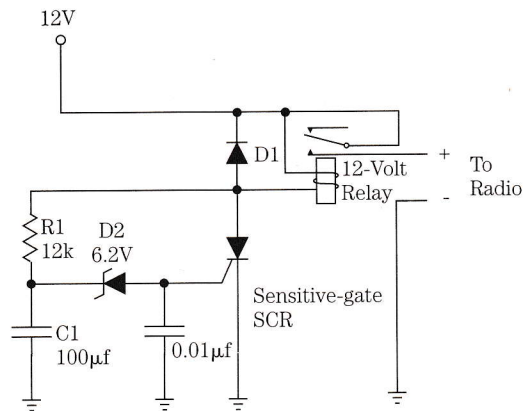 12V
D1
12-Volt
Relay
+
To
Radio
-
R1
12k
D2
6.2V
Sensitive-gate
SCR
C1
100μf
0.01μf